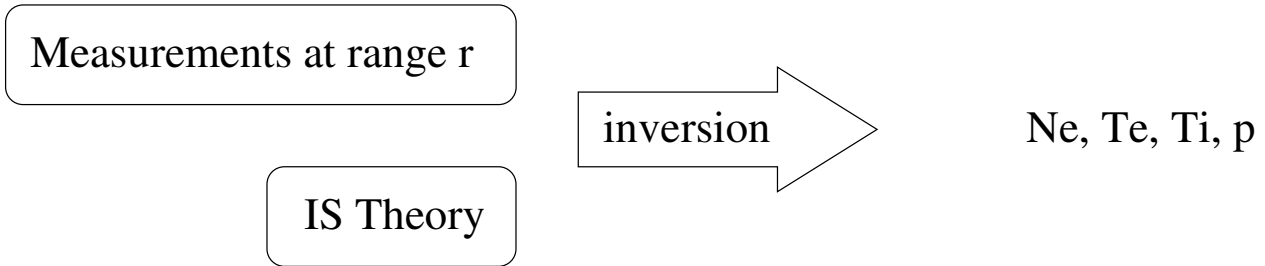 Measurements at range r
inversion
Ne, Te, Ti, p
IS Theory